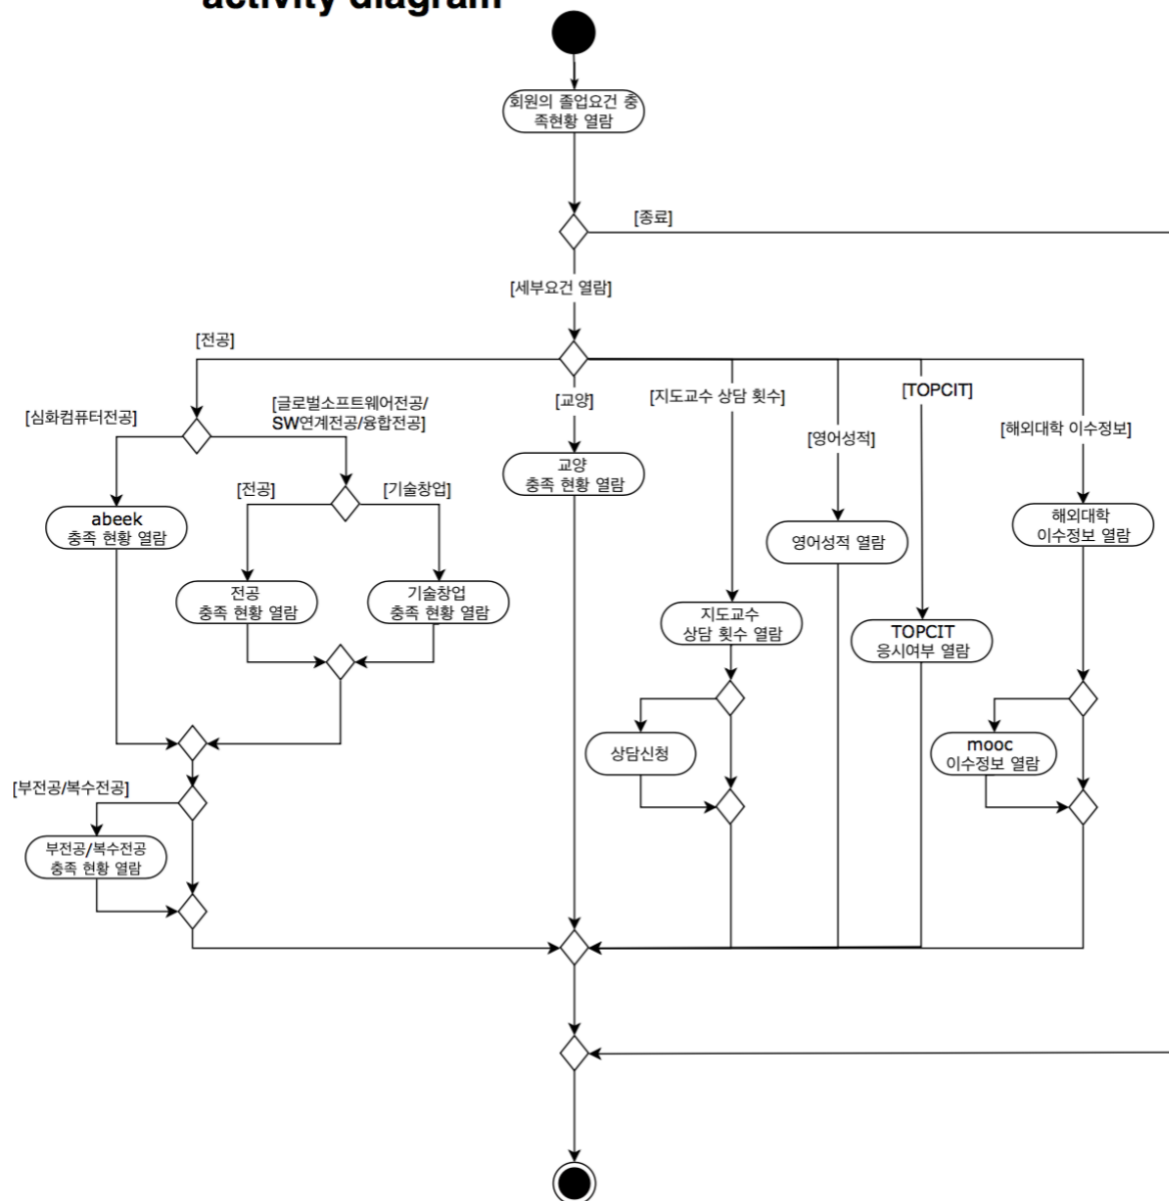 activity diagram
회원의 졸업요건 충
족현황 열람
[종료]
[세부요건 열람]
[전공]
[심화컴퓨터전공]
[글로벌소프트웨어전공/
SW연계전공/융합전공]
[교양]
[지도교수 상담 횟수]
[TOPCIT]
[영어성적]
[해외대학 이수정보]
[전공]
[기술창업]
교양
충족 현황 열람
abeek
충족 현황 열람
영어성적 열람
해외대학
이수정보 열람
전공
충족 현황 열람
기술창업
충족 현황 열람
지도교수
상담 횟수 열람
TOPCIT
응시여부 열람
상담신청
mooc
이수정보 열람
[부전공/복수전공]
부전공/복수전공
충족 현황 열람